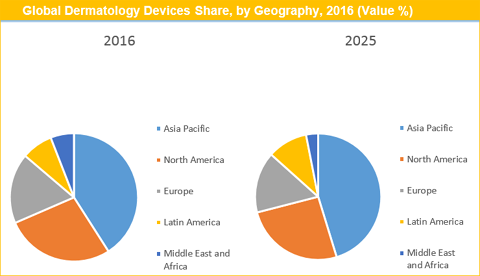 Global Dermatology Devices Share, by Geography, 2016 (Value %)
2016
Asia Pacific
North America
Europe
Latin America
Middle East and
Africa
2025
Asia Pacific
North America
Europe
Latin America
Middle East
and Africa